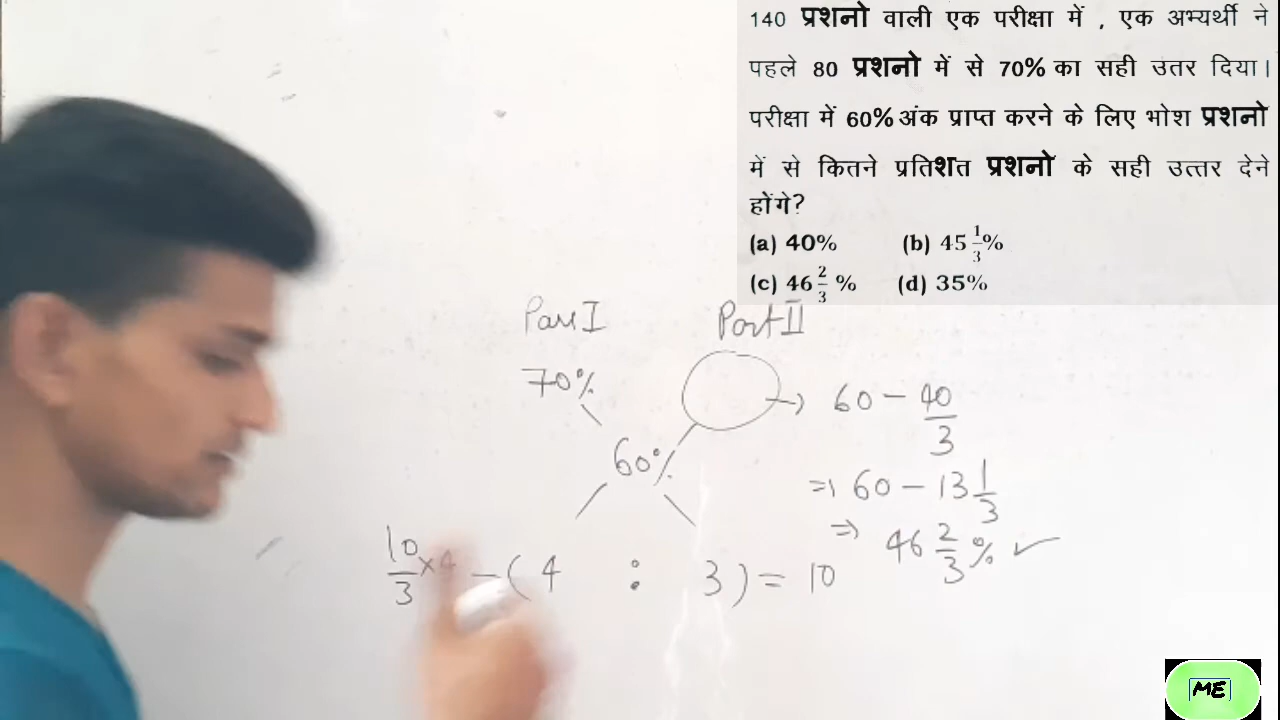 140 प्रशनो वाली एक परीक्षा में , एक अभ्यर्थी ने
पहले 80 प्रशनो में से 70% का सही उतर दिया।
परीक्षा में 60% अंक प्राप्त करने के लिए भोश प्रशनो
में से कितने प्रतिशत प्रशनो के सही उत्तर देने
होंगे?
(a) 40% (b) 45 1/3%
(c) 46 2/3 % (d) 35%
Part I Part II
70% → 60 - 40/3
60% ⇒ 60 - 13 1/3
⇒ 46 2/3 % ✓
10/3 × 4 - ( 4 : 3 ) = 10
ME